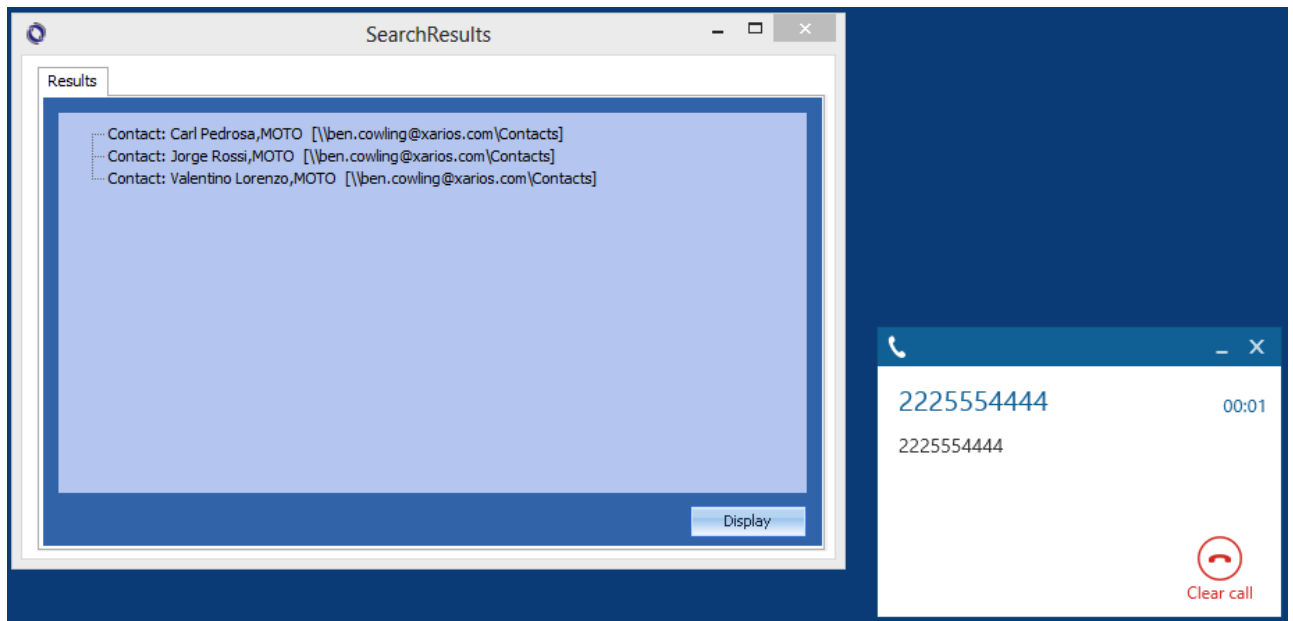 SearchResults
Results
Contact: Carl Pedrosa,MOTO [\\ben.cowling@xarios.com\Contacts]
Contact: Jorge Rossi,MOTO [\\ben.cowling@xarios.com\Contacts]
Contact: Valentino Lorenzo,MOTO [\\ben.cowling@xarios.com\Contacts]
Display
2225554444
00:01
2225554444
Clear call